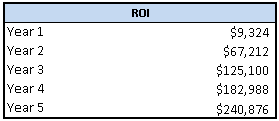 ROI
Year 1 $9,324
Year 2 $67,212
Year 3 $125,100
Year 4 $182,988
Year 5 $240,876